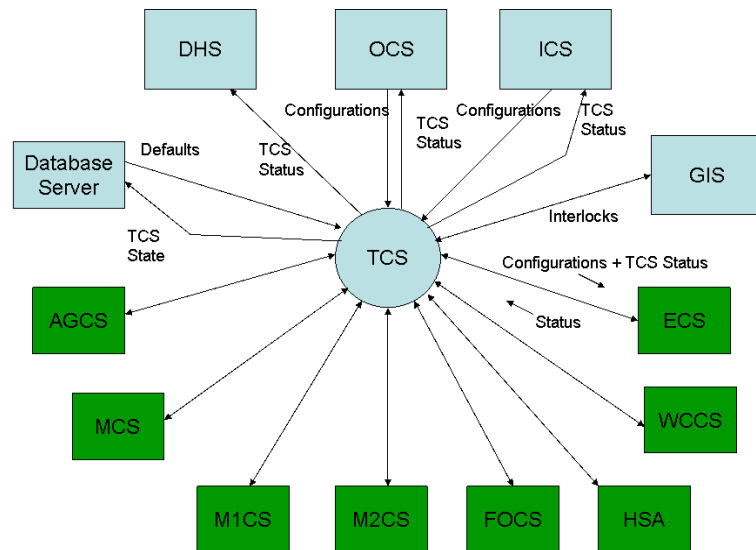 DHS
OCS
ICS
Configurations
Configurations
TCS
Status
TCS
Status
TCS
Status
Database
Server
Defaults
GIS
Interlocks
TCS
State
TCS
Configurations + TCS Status
Status
AGCS
ECS
MCS
WCCS
M1CS
M2CS
FOCS
HSA